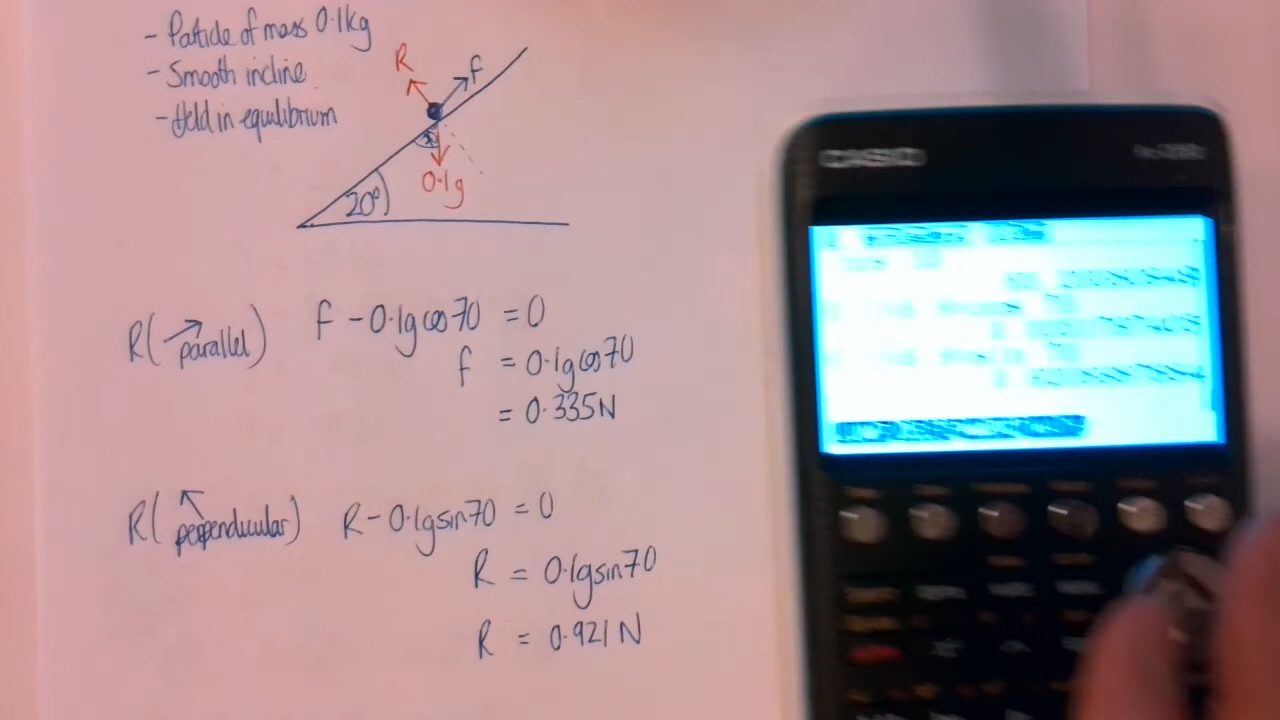 - Particle of mass 0.1kg
- Smooth incline
- Held in equilibrium
R
F
0.1g
20°
R(↗ parallel) F - 0.1gcos70 = 0
F = 0.1gcos70
= 0.335N
R(↖ perpendicular) R - 0.1gsin70 = 0
R = 0.1gsin70
R = 0.921N
CASIO